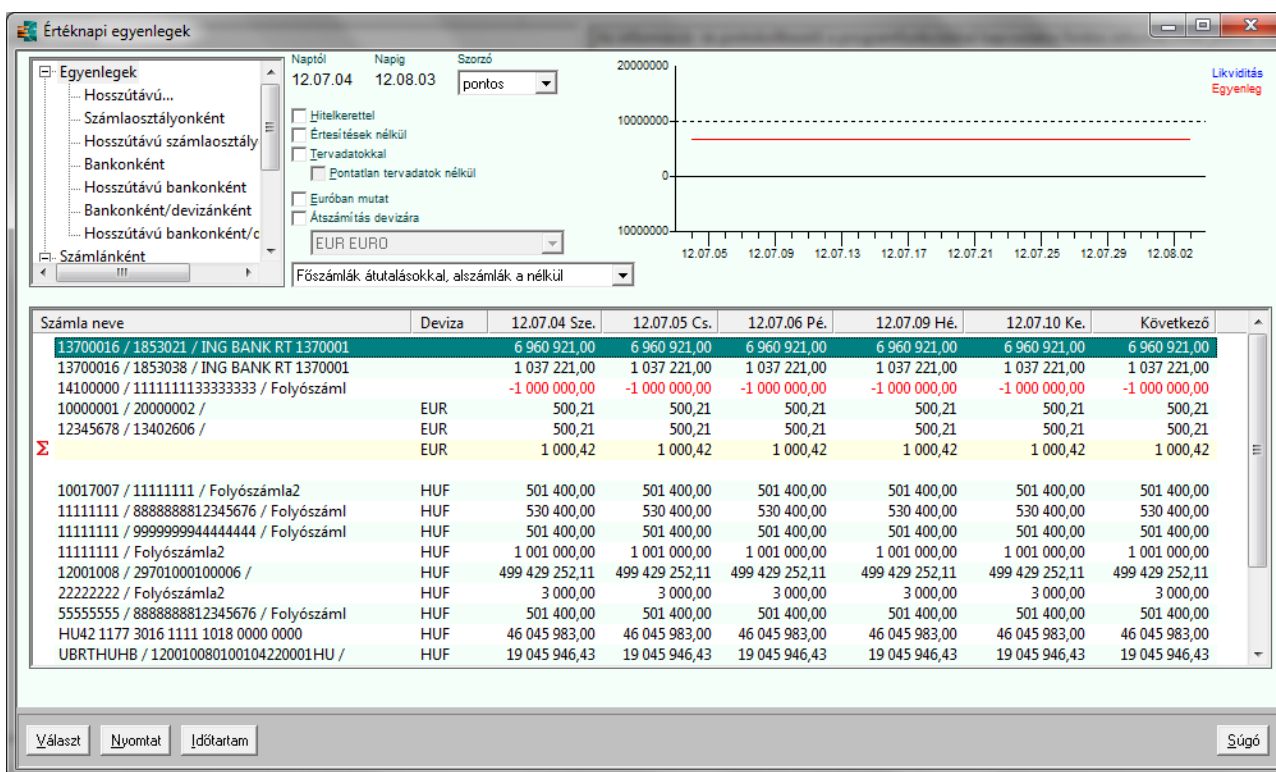 Értéknapi egyenlegek
Egyenlegek
Hosszútávú...
Számlaosztályonként
Hosszútávú számlaosztály
Bankonként
Hosszútávú bankonként
Bankonként/devizánként
Hosszútávú bankonként/d
Számlánként
Naptól Napig Szorzó
12.07.04 12.08.03 pontos
Hitelkerettel
Értesítések nélkül
Tervadatokkal
Pontatlan tervadatok nélkül
Euróban mutat
Átszámítás devizára
EUR EURO
Főszámlák átutalásokkal, alszámlák a nélkül
20000000
10000000
0
10000000
12.07.05 12.07.09 12.07.13 12.07.17 12.07.21 12.07.25 12.07.29 12.08.02
Likviditás
Egyenleg
Számla neve Deviza 12.07.04 Sze. 12.07.05 Cs. 12.07.06 Pé. 12.07.09 Hé. 12.07.10 Ke. Következő
13700016 / 1853021 / ING BANK RT 1370001 6 960 921,00 6 960 921,00 6 960 921,00 6 960 921,00 6 960 921,00 6 960 921,00
13700016 / 1853038 / ING BANK RT 1370001 1 037 221,00 1 037 221,00 1 037 221,00 1 037 221,00 1 037 221,00 1 037 221,00
14100000 / 1111111133333333 / Folyószáml -1 000 000,00 -1 000 000,00 -1 000 000,00 -1 000 000,00 -1 000 000,00 -1 000 000,00
10000001 / 20000002 / EUR 500,21 500,21 500,21 500,21 500,21 500,21
12345678 / 13402606 / EUR 500,21 500,21 500,21 500,21 500,21 500,21
Σ EUR 1 000,42 1 000,42 1 000,42 1 000,42 1 000,42 1 000,42
10017007 / 11111111 / Folyószámla2 HUF 501 400,00 501 400,00 501 400,00 501 400,00 501 400,00 501 400,00
11111111 / 8888888812345676 / Folyószáml HUF 530 400,00 530 400,00 530 400,00 530 400,00 530 400,00 530 400,00
11111111 / 9999999944444444 / Folyószáml HUF 501 400,00 501 400,00 501 400,00 501 400,00 501 400,00 501 400,00
11111111 / Folyószámla2 HUF 1 001 000,00 1 001 000,00 1 001 000,00 1 001 000,00 1 001 000,00 1 001 000,00
12001008 / 29701000100006 / HUF 499 429 252,11 499 429 252,11 499 429 252,11 499 429 252,11 499 429 252,11 499 429 252,11
22222222 / Folyószámla2 HUF 3 000,00 3 000,00 3 000,00 3 000,00 3 000,00 3 000,00
55555555 / 8888888812345676 / Folyószáml HUF 501 400,00 501 400,00 501 400,00 501 400,00 501 400,00 501 400,00
HU42 1177 3016 1111 1018 0000 0000 HUF 46 045 983,00 46 045 983,00 46 045 983,00 46 045 983,00 46 045 983,00 46 045 983,00
UBRTHUHB / 120010080100104220001HU / HUF 19 045 946,43 19 045 946,43 19 045 946,43 19 045 946,43 19 045 946,43 19 045 946,43
Választ Nyomtat Időtartam Súgó